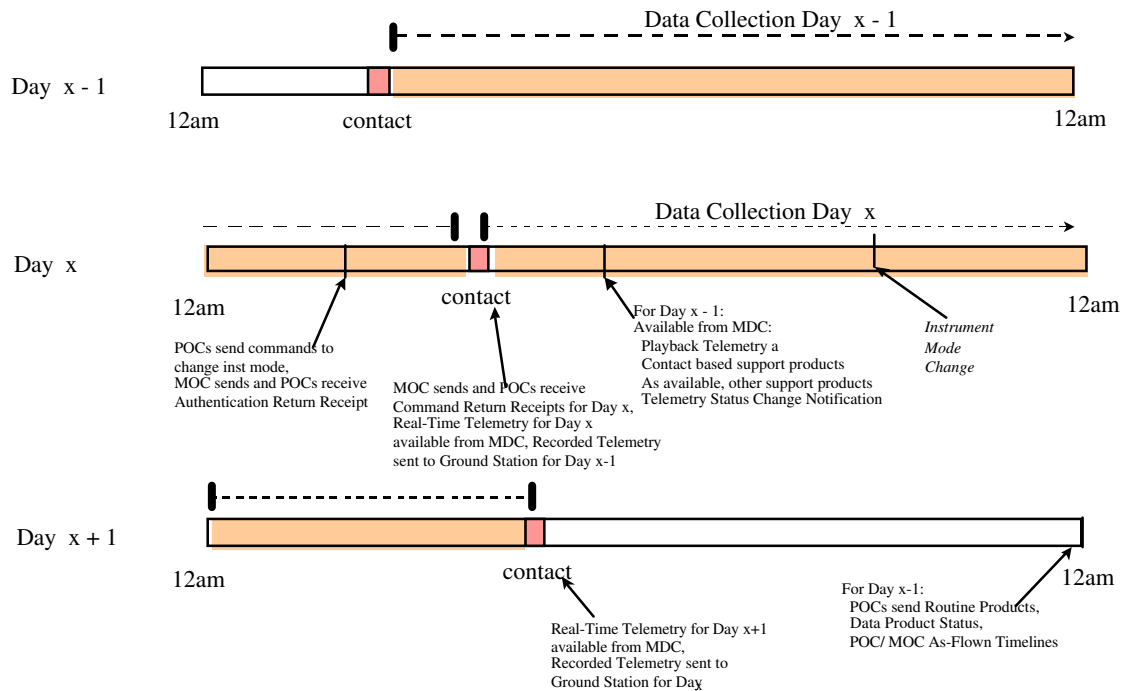 Data Collection Day x - 1
Day x - 1
12am
contact
12am
Data Collection Day x
Day x
12am
contact
12am
POCs send commands to
change inst mode,
MOC sends and POCs receive
Authentication Return Receipt
MOC sends and POCs receive
Command Return Receipts for Day x,
Real-Time Telemetry for Day x
available from MDC, Recorded Telemetry
sent to Ground Station for Day x-1
For Day x - 1:
Available from MDC:
Playback Telemetry a
Contact based support products
As available, other support products
Telemetry Status Change Notification
Instrument
Mode
Change
Day x + 1
12am
contact
12am
Real-Time Telemetry for Day x+1
available from MDC,
Recorded Telemetry sent to
Ground Station for Day x
For Day x-1:
POCs send Routine Products,
Data Product Status,
POC/ MOC As-Flown Timelines